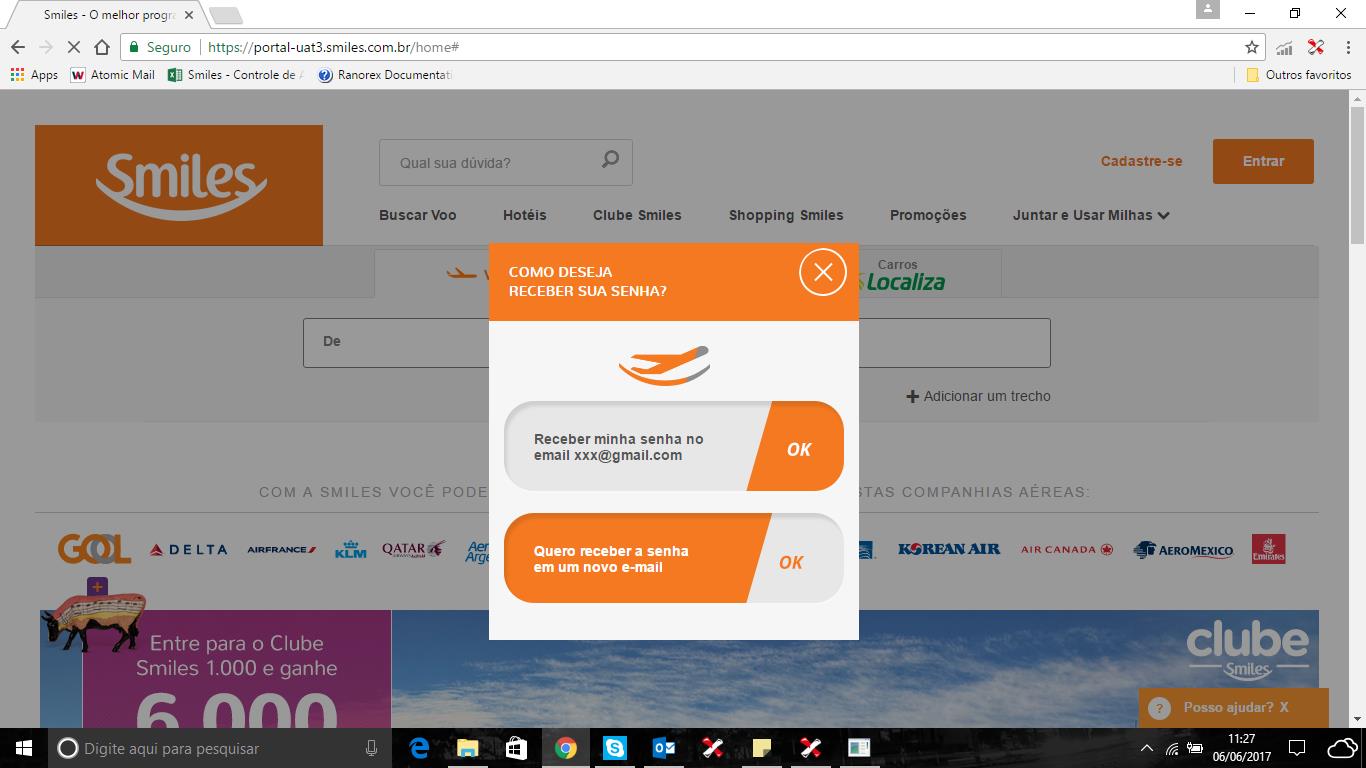 Smiles - O melhor progra
Seguro
https://portal-uat3.smiles.com.br/home#
Apps
Atomic Mail
Smiles - Controle de
Ranorex Documentati
Outros favoritos
Smiles
Qual sua dúvida?
Cadastre-se
Entrar
Buscar Voo
Hotéis
Clube Smiles
Shopping Smiles
Promoções
Juntar e Usar Milhas
Carros
Localiza
COMO DESEJA
RECEBER SUA SENHA?
De
Adicionar um trecho
Receber minha senha no
email xxx@gmail.com
OK
Quero receber a senha
em um novo e-mail
OK
COM A SMILES VOCÊ PODE
COMPANHIAS AÉREAS:
GOL
DELTA
AIRFRANCE
KLM
QATAR
KOREAN AIR
AIR CANADA
AEROMEXICO
Emirates
Entre para o Clube
Smiles 1.000 e ganhe
6.000
clube
Smiles
Posso ajudar? X
Digite aqui para pesquisar
11:27
06/06/2017